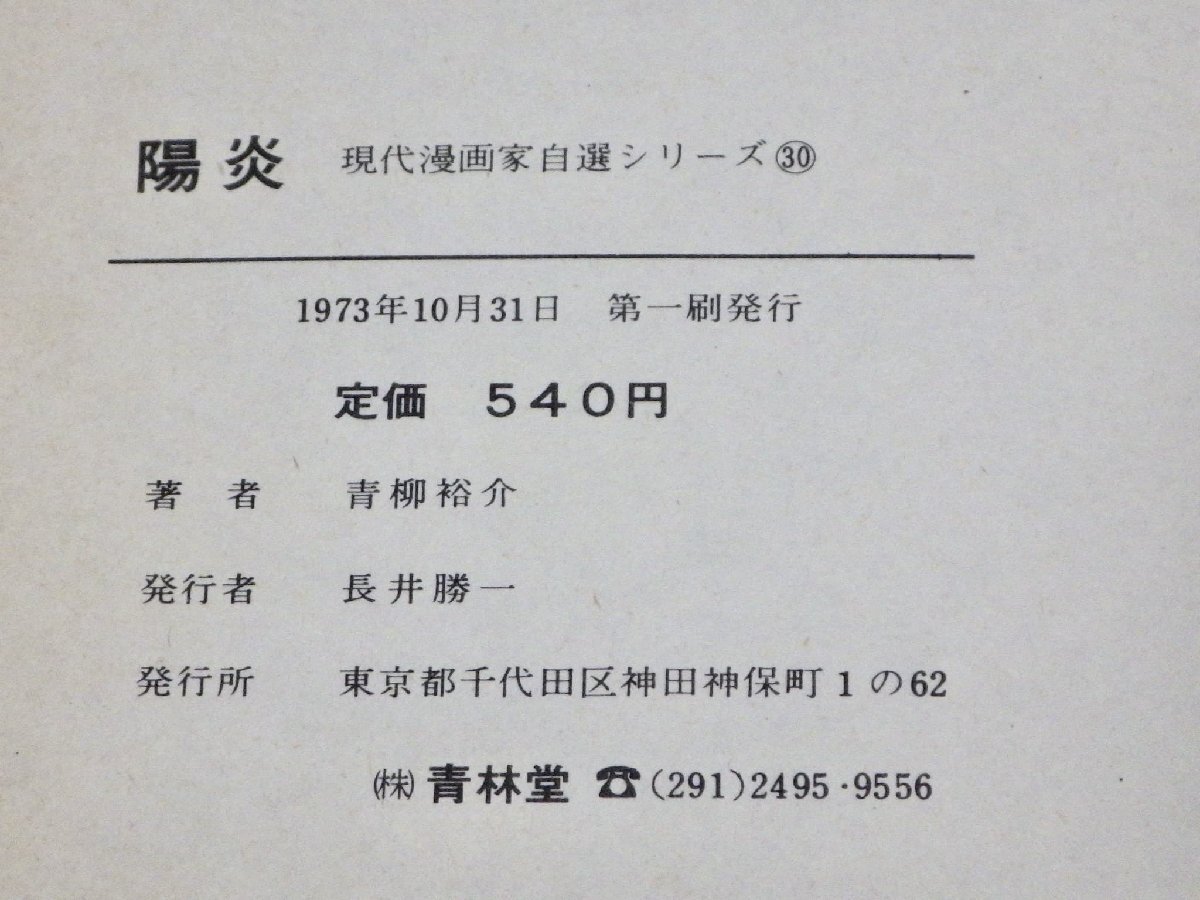 陽炎 現代漫画家自選シリーズ㉚
1973年10月31日 第一刷発行
定価 540円
著者 青柳裕介
発行者 長井勝一
発行所 東京都千代田区神田神保町1の62
㈱青林堂 ☎(291)2495・9556